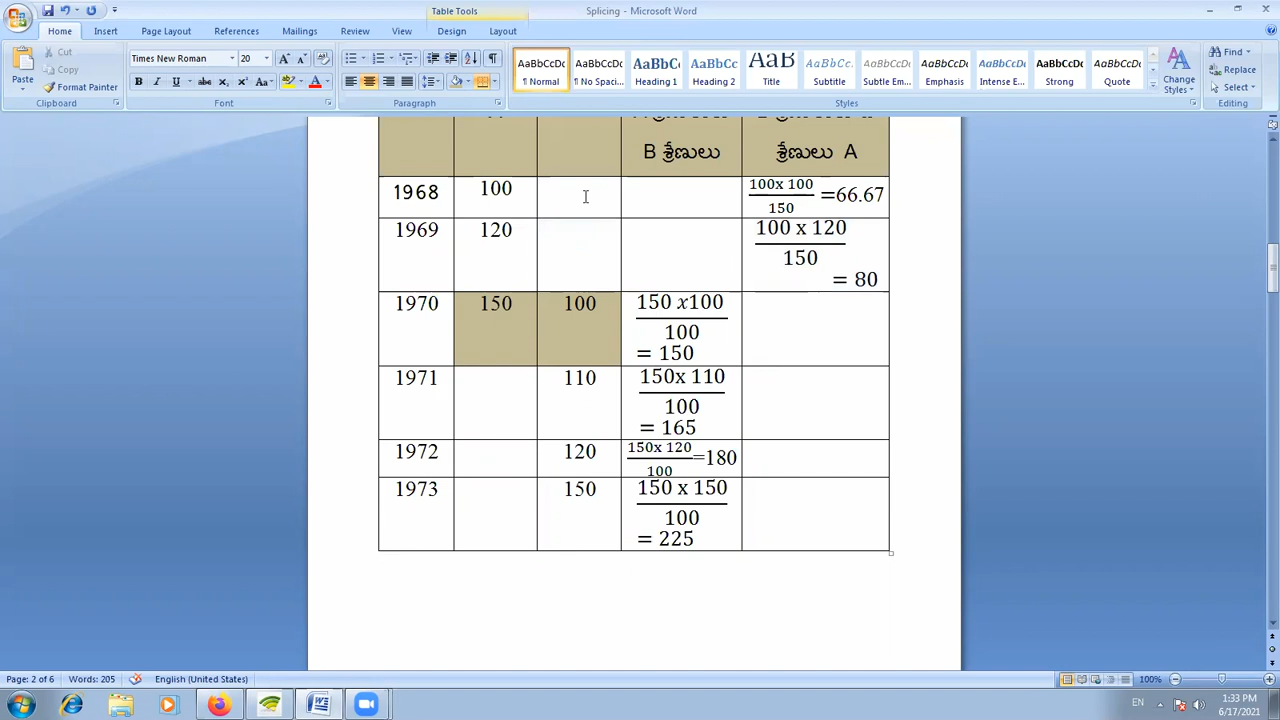 Table Tools
Splicing - Microsoft Word
Home Insert Page Layout References Mailings Review View Design Layout
Paste
Cut
Copy
Format Painter
Clipboard
Times New Roman 20
B I U abc x₂ x² Aa A
Font
Paragraph
AaBbCcDc AaBbCcDc AaBbC AaBbCc AaB AaBbCc. AaBbCcDc AaBbCcDc AaBbCcDc AaBbCcDc
¶ Normal ¶ No Spaci... Heading 1 Heading 2 Title Subtitle Subtle Em... Emphasis Intense E... Strong Quote
Styles
Change Styles
Find
Replace
Select
Editing
B శ్రేణులు శ్రేణులు A
1968 100 100x 100
150 =66.67
1969 120 100 x 120
150
= 80
1970 150 100 150 x100
100
= 150
1971 110 150x 110
100
= 165
1972 120 150x 120
100 =180
1973 150 150 x 150
100
= 225
Page: 2 of 6 Words: 205 English (United States) 100%
EN 1:33 PM
6/17/2021